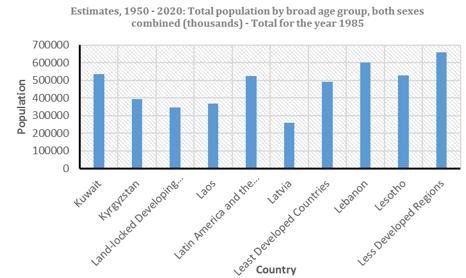 Estimates, 1950 - 2020: Total population by broad age group, both sexes
combined (thousands) - Total for the year 1985
Population
700000
600000
500000
400000
300000
200000
100000
0
Kuwait
Kyrgyzstan
Land-locked Developing...
Laos
Latin America and the...
Latvia
Least Developed Countries
Lebanon
Lesotho
Less Developed Regions
Country